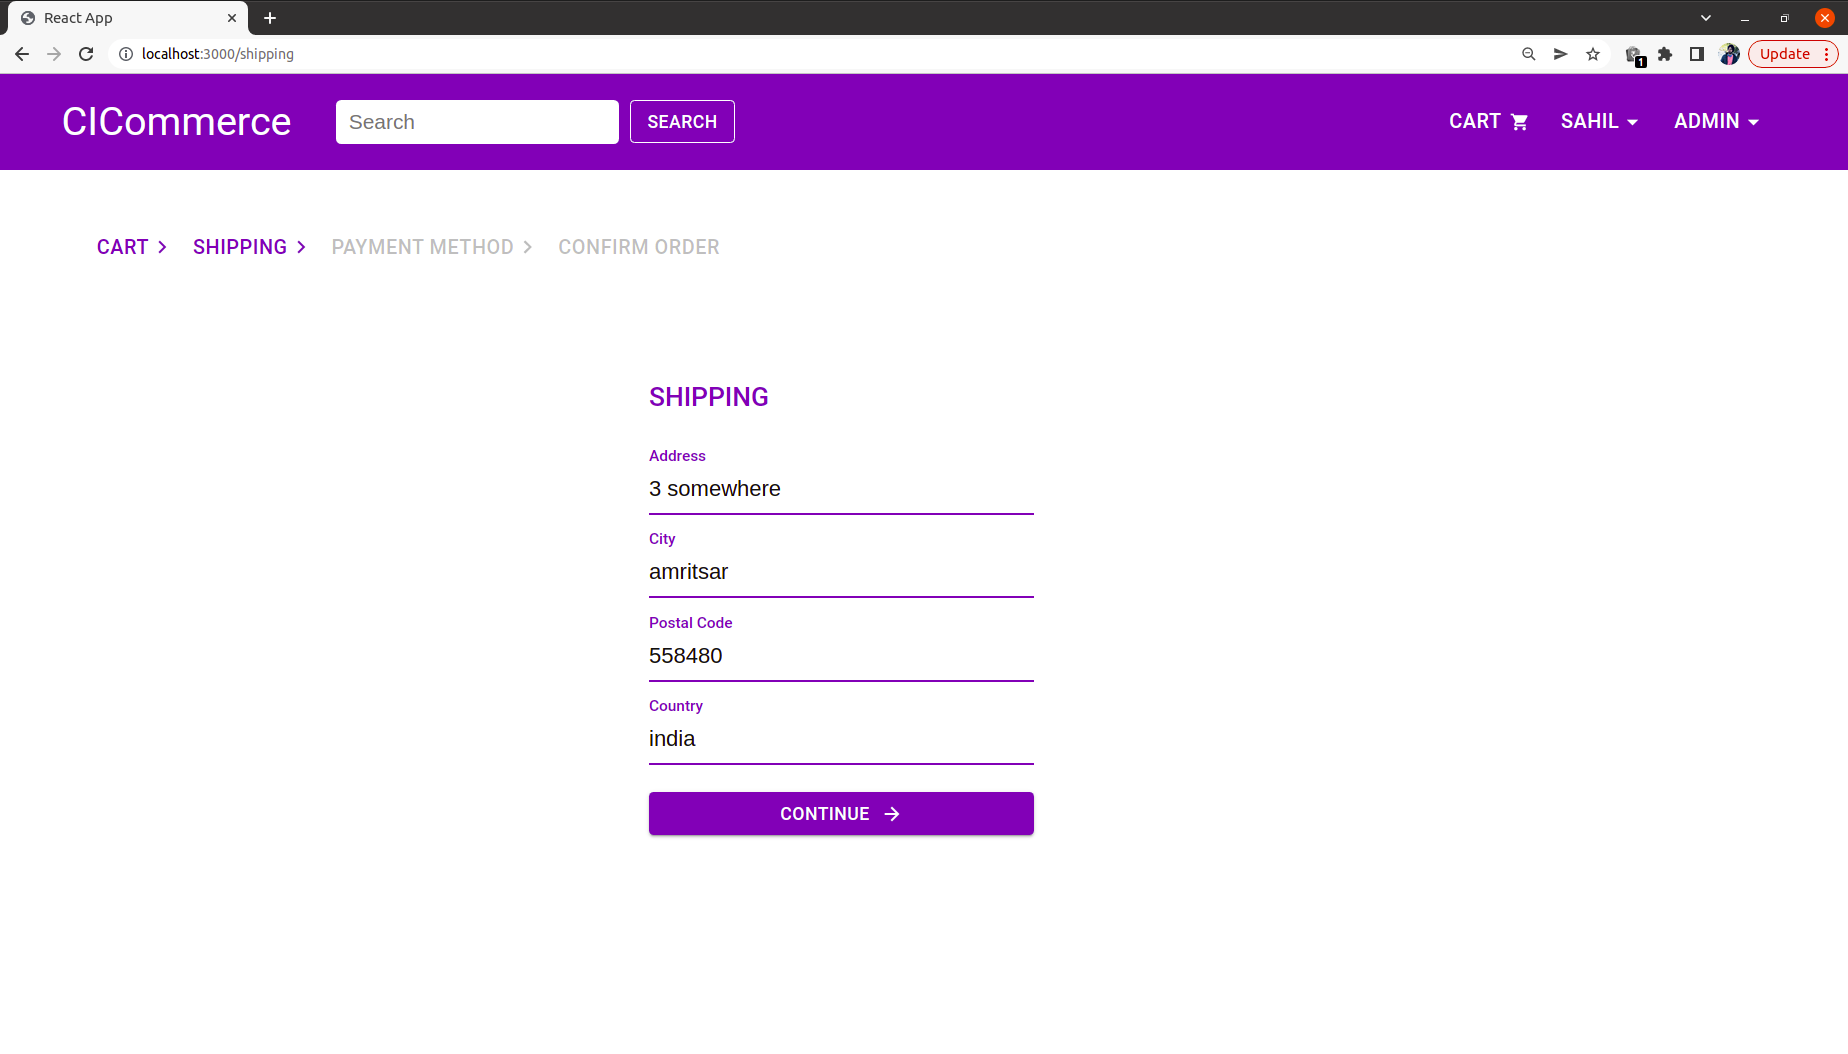 React App
localhost:3000/shipping
1
Update
CICommerce
Search
SEARCH
CART
SAHIL
ADMIN
CART
SHIPPING
PAYMENT METHOD
CONFIRM ORDER
SHIPPING
Address
3 somewhere
City
amritsar
Postal Code
558480
Country
india
CONTINUE